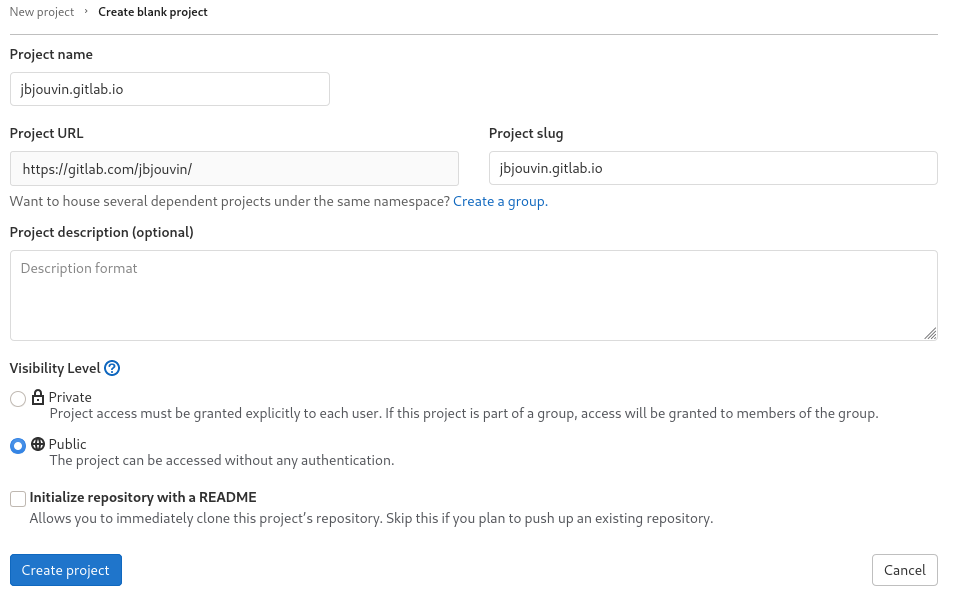 New project › Create blank project
Project name
jbjouvin.gitlab.io
Project URL
Project slug
https://gitlab.com/jbjouvin/
jbjouvin.gitlab.io
Want to house several dependent projects under the same namespace? Create a group.
Project description (optional)
Description format
Visibility Level
Private
Project access must be granted explicitly to each user. If this project is part of a group, access will be granted to members of the group.
Public
The project can be accessed without any authentication.
Initialize repository with a README
Allows you to immediately clone this project's repository. Skip this if you plan to push up an existing repository.
Create project
Cancel